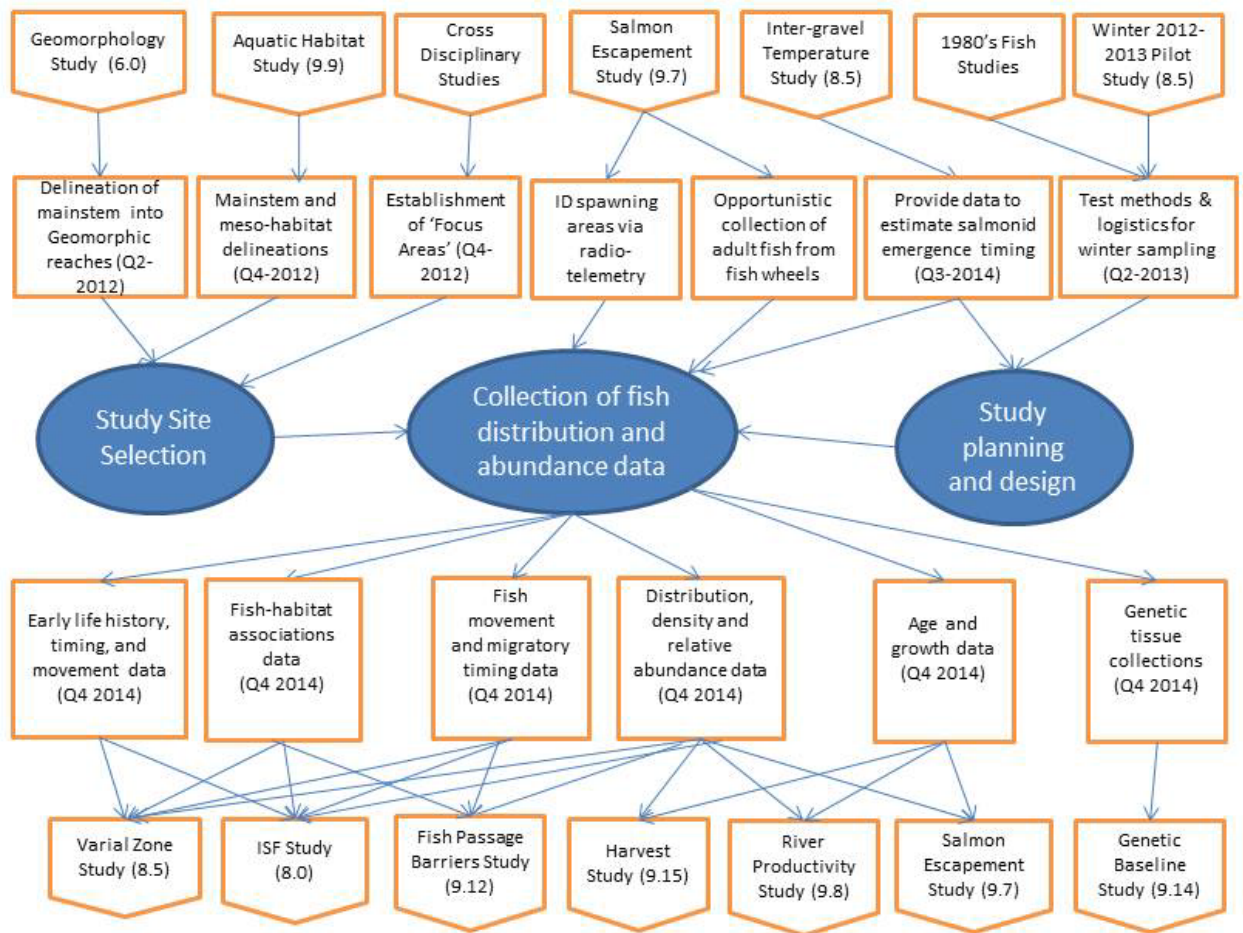 Geomorphology
Study (6.0)
Aquatic Habitat
Study (9.9)
Cross
Disciplinary
Studies
Salmon
Escapement
Study (9.7)
Inter-gravel
Temperature
Study (8.5)
1980's Fish
Studies
Winter 2012-
2013 Pilot
Study (8.5)
Delineation of
mainstem into
Geomorphic
reaches (Q2-
2012)
Mainstem and
meso-habitat
delineations
(Q4-2012)
Establishment
of ‘Focus
Areas’ (Q4-
2012)
ID spawning
areas via
radio-
telemetry
Opportunistic
collection of
adult fish from
fish wheels
Provide data to
estimate salmonid
emergence timing
(Q3-2014)
Test methods &
logistics for
winter sampling
(Q2-2013)
Study Site
Selection
Collection of fish
distribution and
abundance data
Study
planning
and design
Early life history,
timing, and
movement data
(Q4 2014)
Fish-habitat
associations
data
(Q4 2014)
Fish
movement
and migratory
timing data
(Q4 2014)
Distribution,
density and
relative
abundance data
(Q4 2014)
Age and
growth data
(Q4 2014)
Genetic
tissue
collections
(Q4 2014)
Varial Zone
Study (8.5)
ISF Study
(8.0)
Fish Passage
Barriers Study
(9.12)
Harvest
Study (9.15)
River
Productivity
Study (9.8)
Salmon
Escapement
Study (9.7)
Genetic
Baseline
Study (9.14)